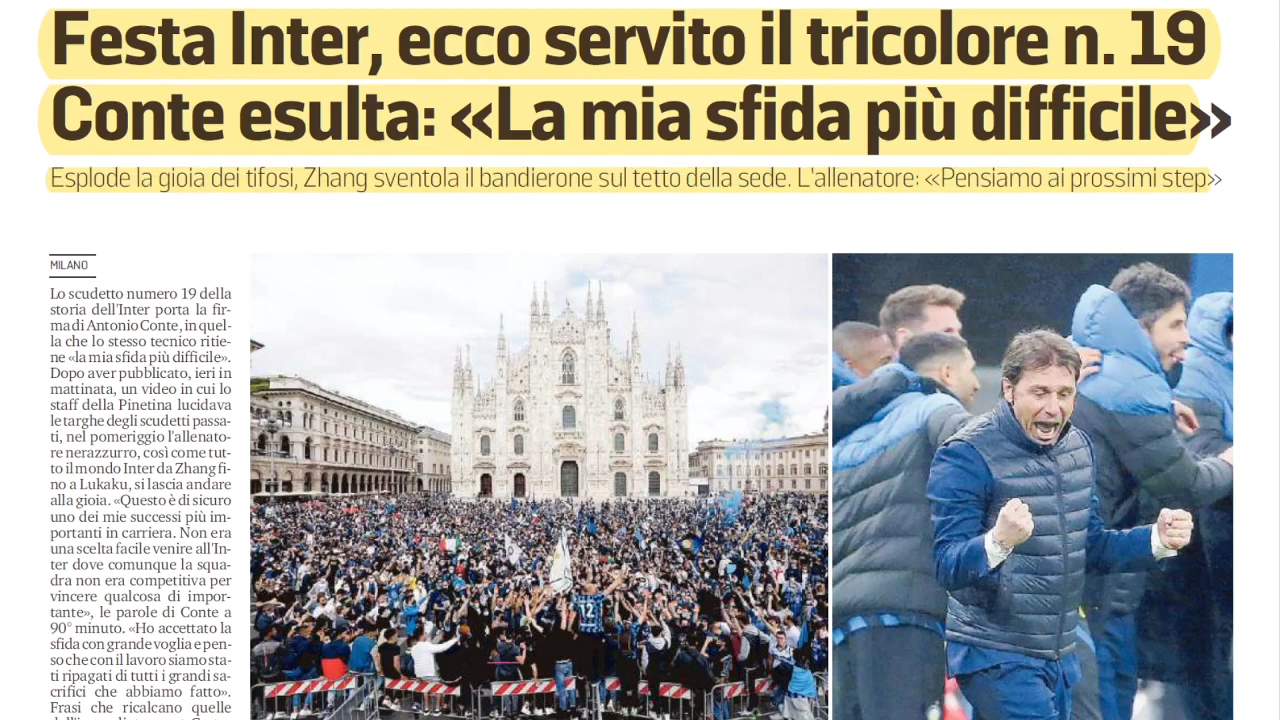 Festa Inter, ecco servito il tricolore n. 19
Conte esulta: «La mia sfida più difficile»
Esplode la gioia dei tifosi, Zhang sventola il bandierone sul tetto della sede. L'allenatore: «Pensiamo ai prossimi step»
MILANO
Lo scudetto numero 19 della
storia dell'Inter porta la fir-
ma di Antonio Conte, in quel-
la che lo stesso tecnico ritie-
ne «la mia sfida più difficile».
Dopo aver pubblicato, ieri in
mattinata, un video in cui lo
staff della Pinetina lucidava
le targhe degli scudetti passa-
ti, nel pomeriggio l'allenato-
re nerazzurro, così come tut-
to il mondo Inter da Zhang fi-
no a Lukaku, si lascia andare
alla gioia. «Questo è di sicuro
uno dei mie successi più im-
portanti in carriera. Non era
una scelta facile venire all'In-
ter dove comunque la squa-
dra non era competitiva per
vincere qualcosa di impor-
tante», le parole di Conte a
90° minuto. «Ho accettato la
sfida con grande voglia e pen-
so che con il lavoro siamo sta-
ti ripagati di tutti i grandi sa-
crifici che abbiamo fatto».
Frasi che ricalcano quelle
12